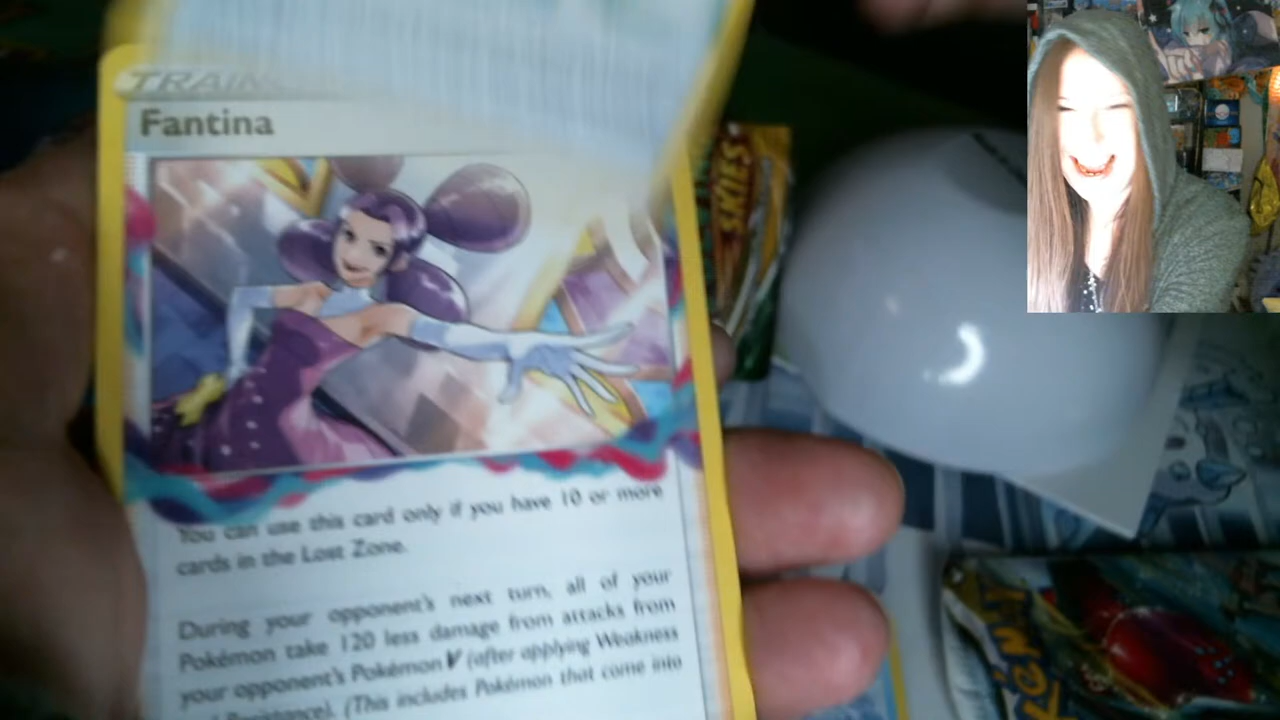 Fantina
You can use this card only if you have 10 or more
cards in the Lost Zone.
During your opponent's next turn, all of your
Pokémon take 120 less damage from attacks from
your opponent's Pokémon V (after applying Weakness
Resistance). (This includes Pokémon that come into
SKIES